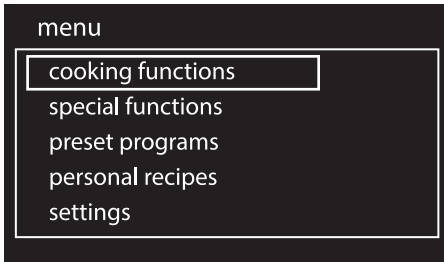 menu
cooking functions
special functions
preset programs
personal recipes
settings